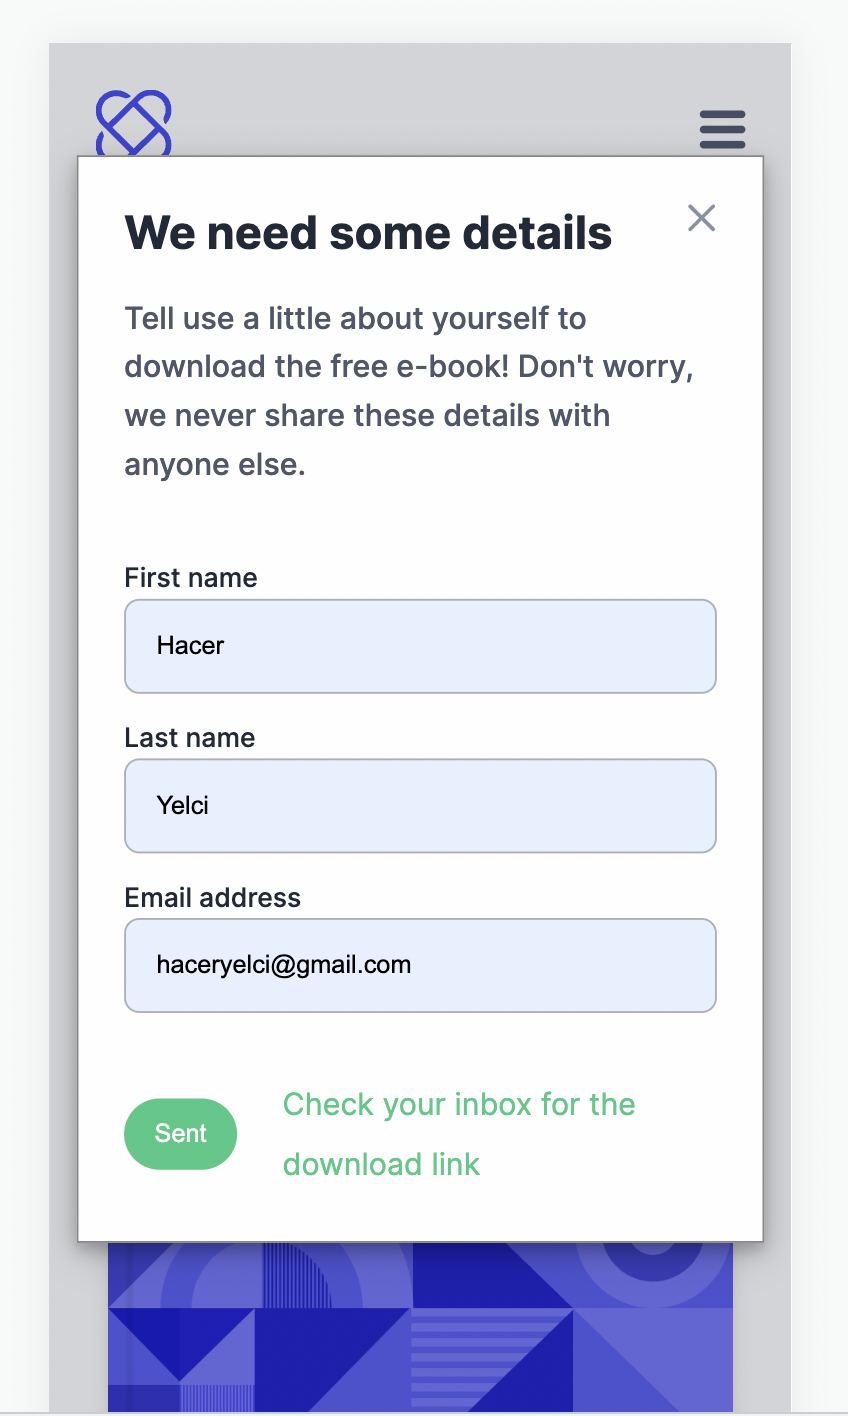 We need some details
Tell use a little about yourself to
download the free e-book! Don't worry,
we never share these details with
anyone else.
First name
Hacer
Last name
Yelci
Email address
haceryelci@gmail.com
Sent
Check your inbox for the
download link